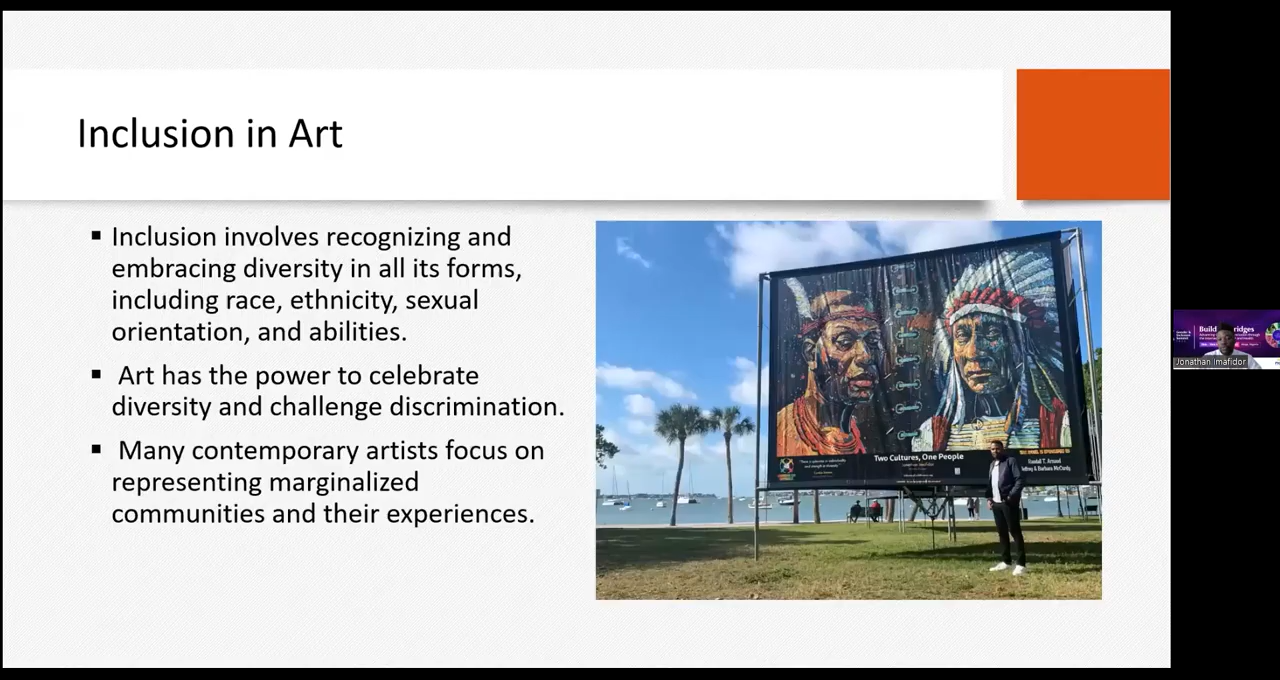 Inclusion in Art
▪ Inclusion involves recognizing and
embracing diversity in all its forms,
including race, ethnicity, sexual
orientation, and abilities.
▪ Art has the power to celebrate
diversity and challenge discrimination.
▪ Many contemporary artists focus on
representing marginalized
communities and their experiences.
Two Cultures, One People
Jonathan Imafidor